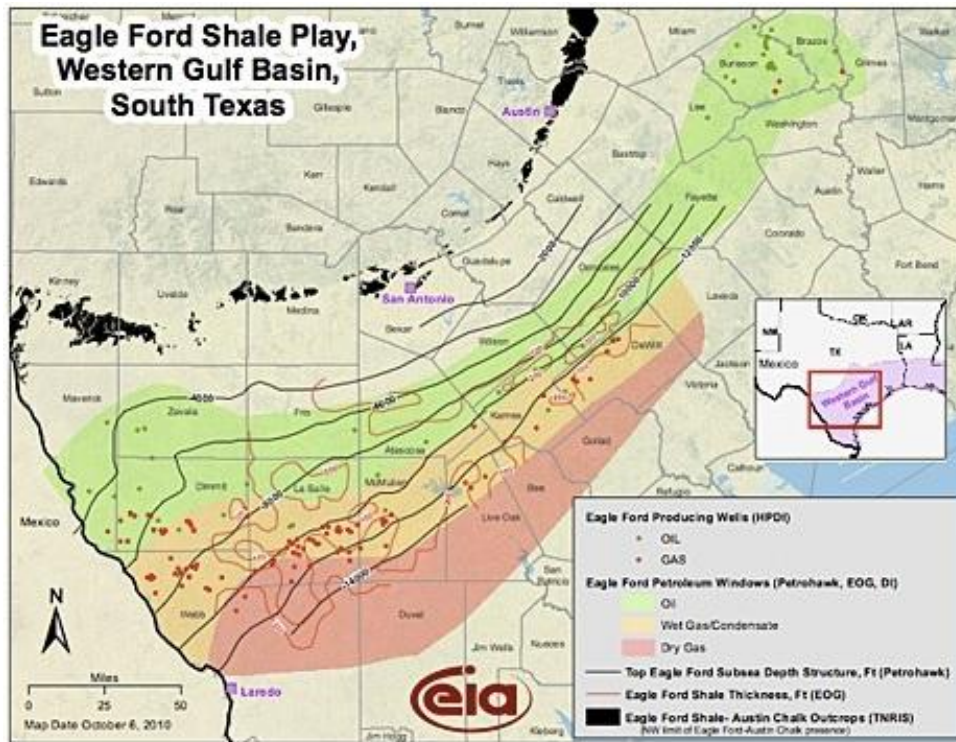 Eagle Ford Shale Play,
Western Gulf Basin,
South Texas
Burnet
Williamson
Milam
Brazos
Burleson
Grimes
Travis
Sutton
Gillespie
Blanco
Austin
Lee
Washington
Montgomery
Hays
Bastrop
Edwards
Kerr
Kendall
Waller
Harris
Real
Caldwell
Fayette
Austin
Comal
Bandera
Colorado
-2000
-12000
Guadalupe
Gonzales
Fort Bend
Kinney
San Antonio
-10000
Uvalde
Medina
Lavaca
Bexar
Wilson
DeWitt
Jackson
OK
AR
NM
TX
LA
Mexico
Western Gulf
Basin
Maverick
Zavala
-4000
Frio
-6000
Victoria
Karnes
Atascosa
Goliad
Calhoun
Dimmit
La Salle
McMullen
-8000
Bee
Refugio
Mexico
Live Oak
San
Patricio
N
-14000
Webb
Duval
Jim Wells
Nueces
Miles
0
25
50
Laredo
Map Date October 6, 2010
Jim Hogg
Kleberg
eia
Eagle Ford Producing Wells (HPDI)
OIL
GAS
Eagle Ford Petroleum Windows (Petrohawk, EOG, DI)
Oil
Wet Gas/Condensate
Dry Gas
Top Eagle Ford Subsea Depth Structure, Ft (Petrohawk)
Eagle Ford Shale Thickness, Ft (EOG)
Eagle Ford Shale- Austin Chalk Outcrops (TNRIS)
(NW limit of Eagle Ford-Austin Chalk presence)